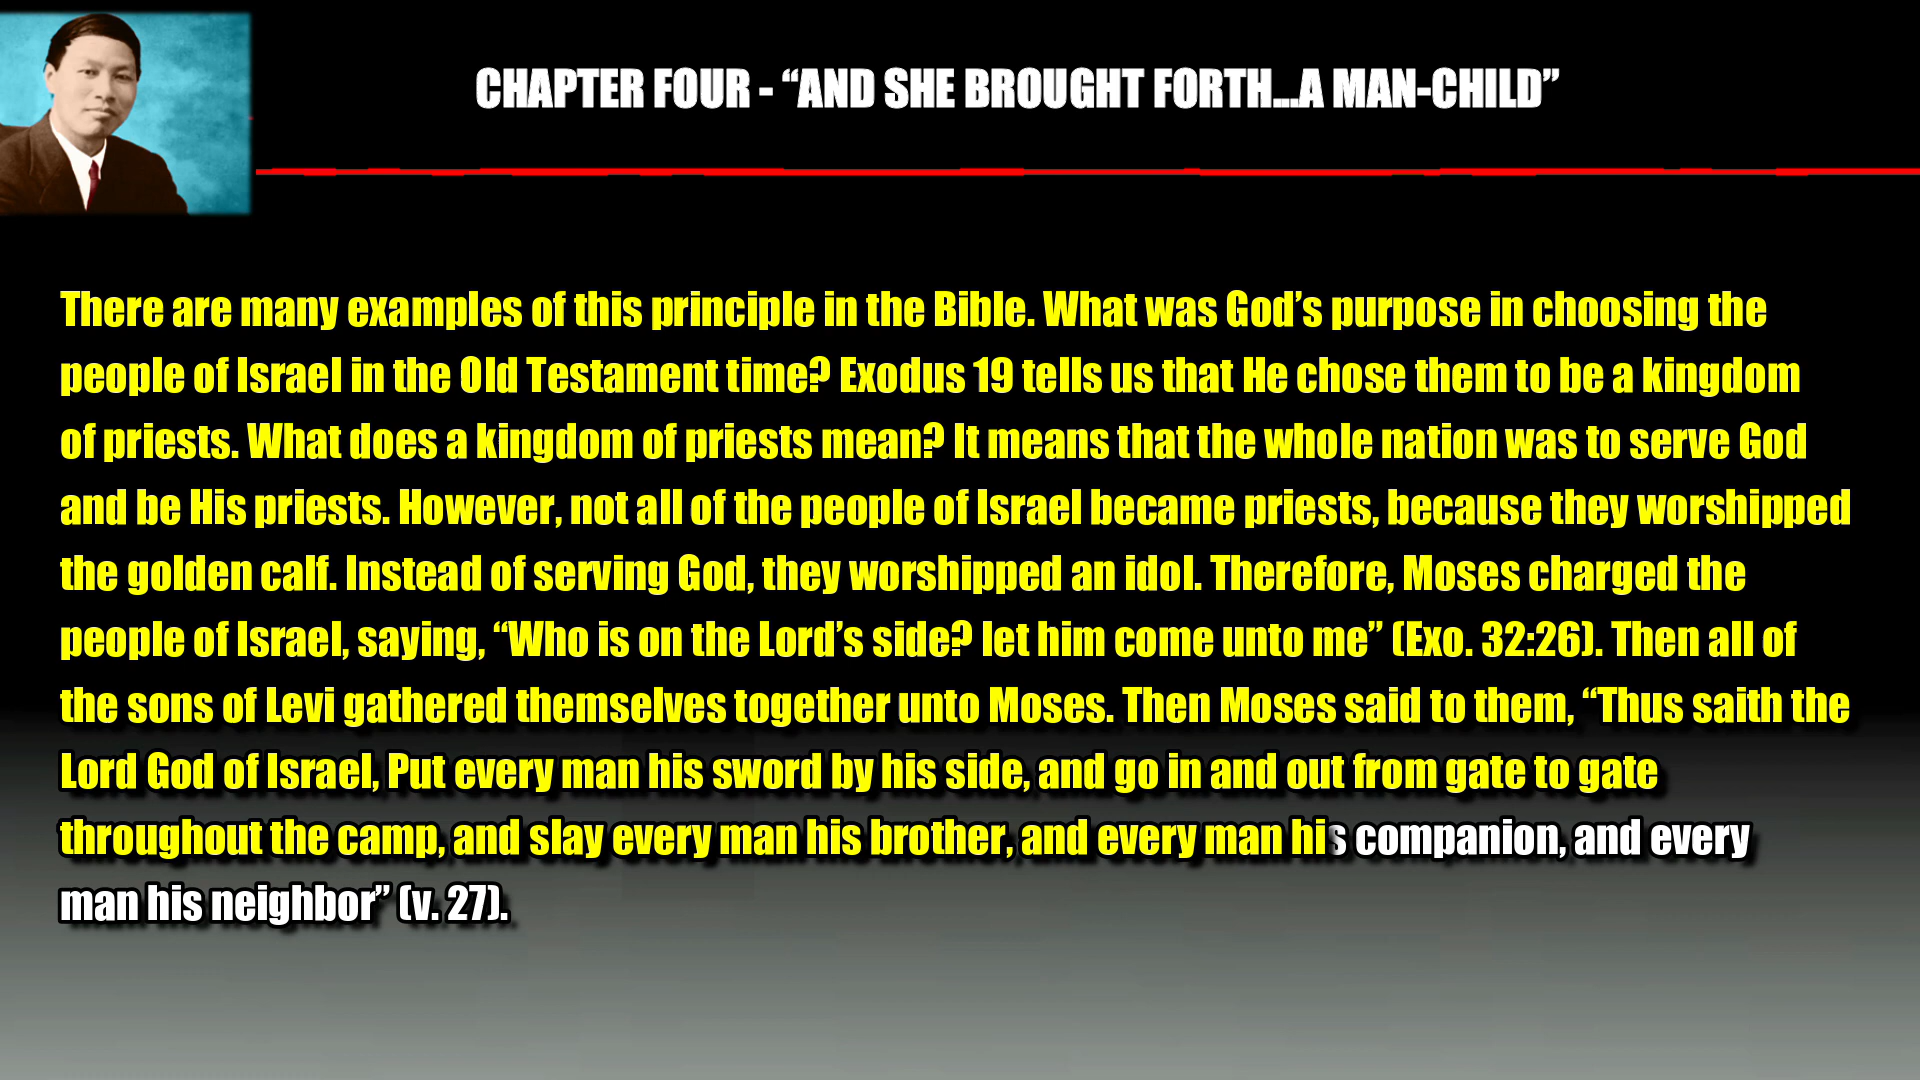 CHAPTER FOUR - “AND SHE BROUGHT FORTH...A MAN-CHILD”
There are many examples of this principle in the Bible. What was God’s purpose in choosing the
people of Israel in the Old Testament time? Exodus 19 tells us that He chose them to be a kingdom
of priests. What does a kingdom of priests mean? It means that the whole nation was to serve God
and be His priests. However, not all of the people of Israel became priests, because they worshipped
the golden calf. Instead of serving God, they worshipped an idol. Therefore, Moses charged the
people of Israel, saying, “Who is on the Lord’s side? let him come unto me” (Exo. 32:26). Then all of
the sons of Levi gathered themselves together unto Moses. Then Moses said to them, “Thus saith the
Lord God of Israel, Put every man his sword by his side, and go in and out from gate to gate
throughout the camp, and slay every man his brother, and every man his companion, and every
man his neighbor” (v. 27).